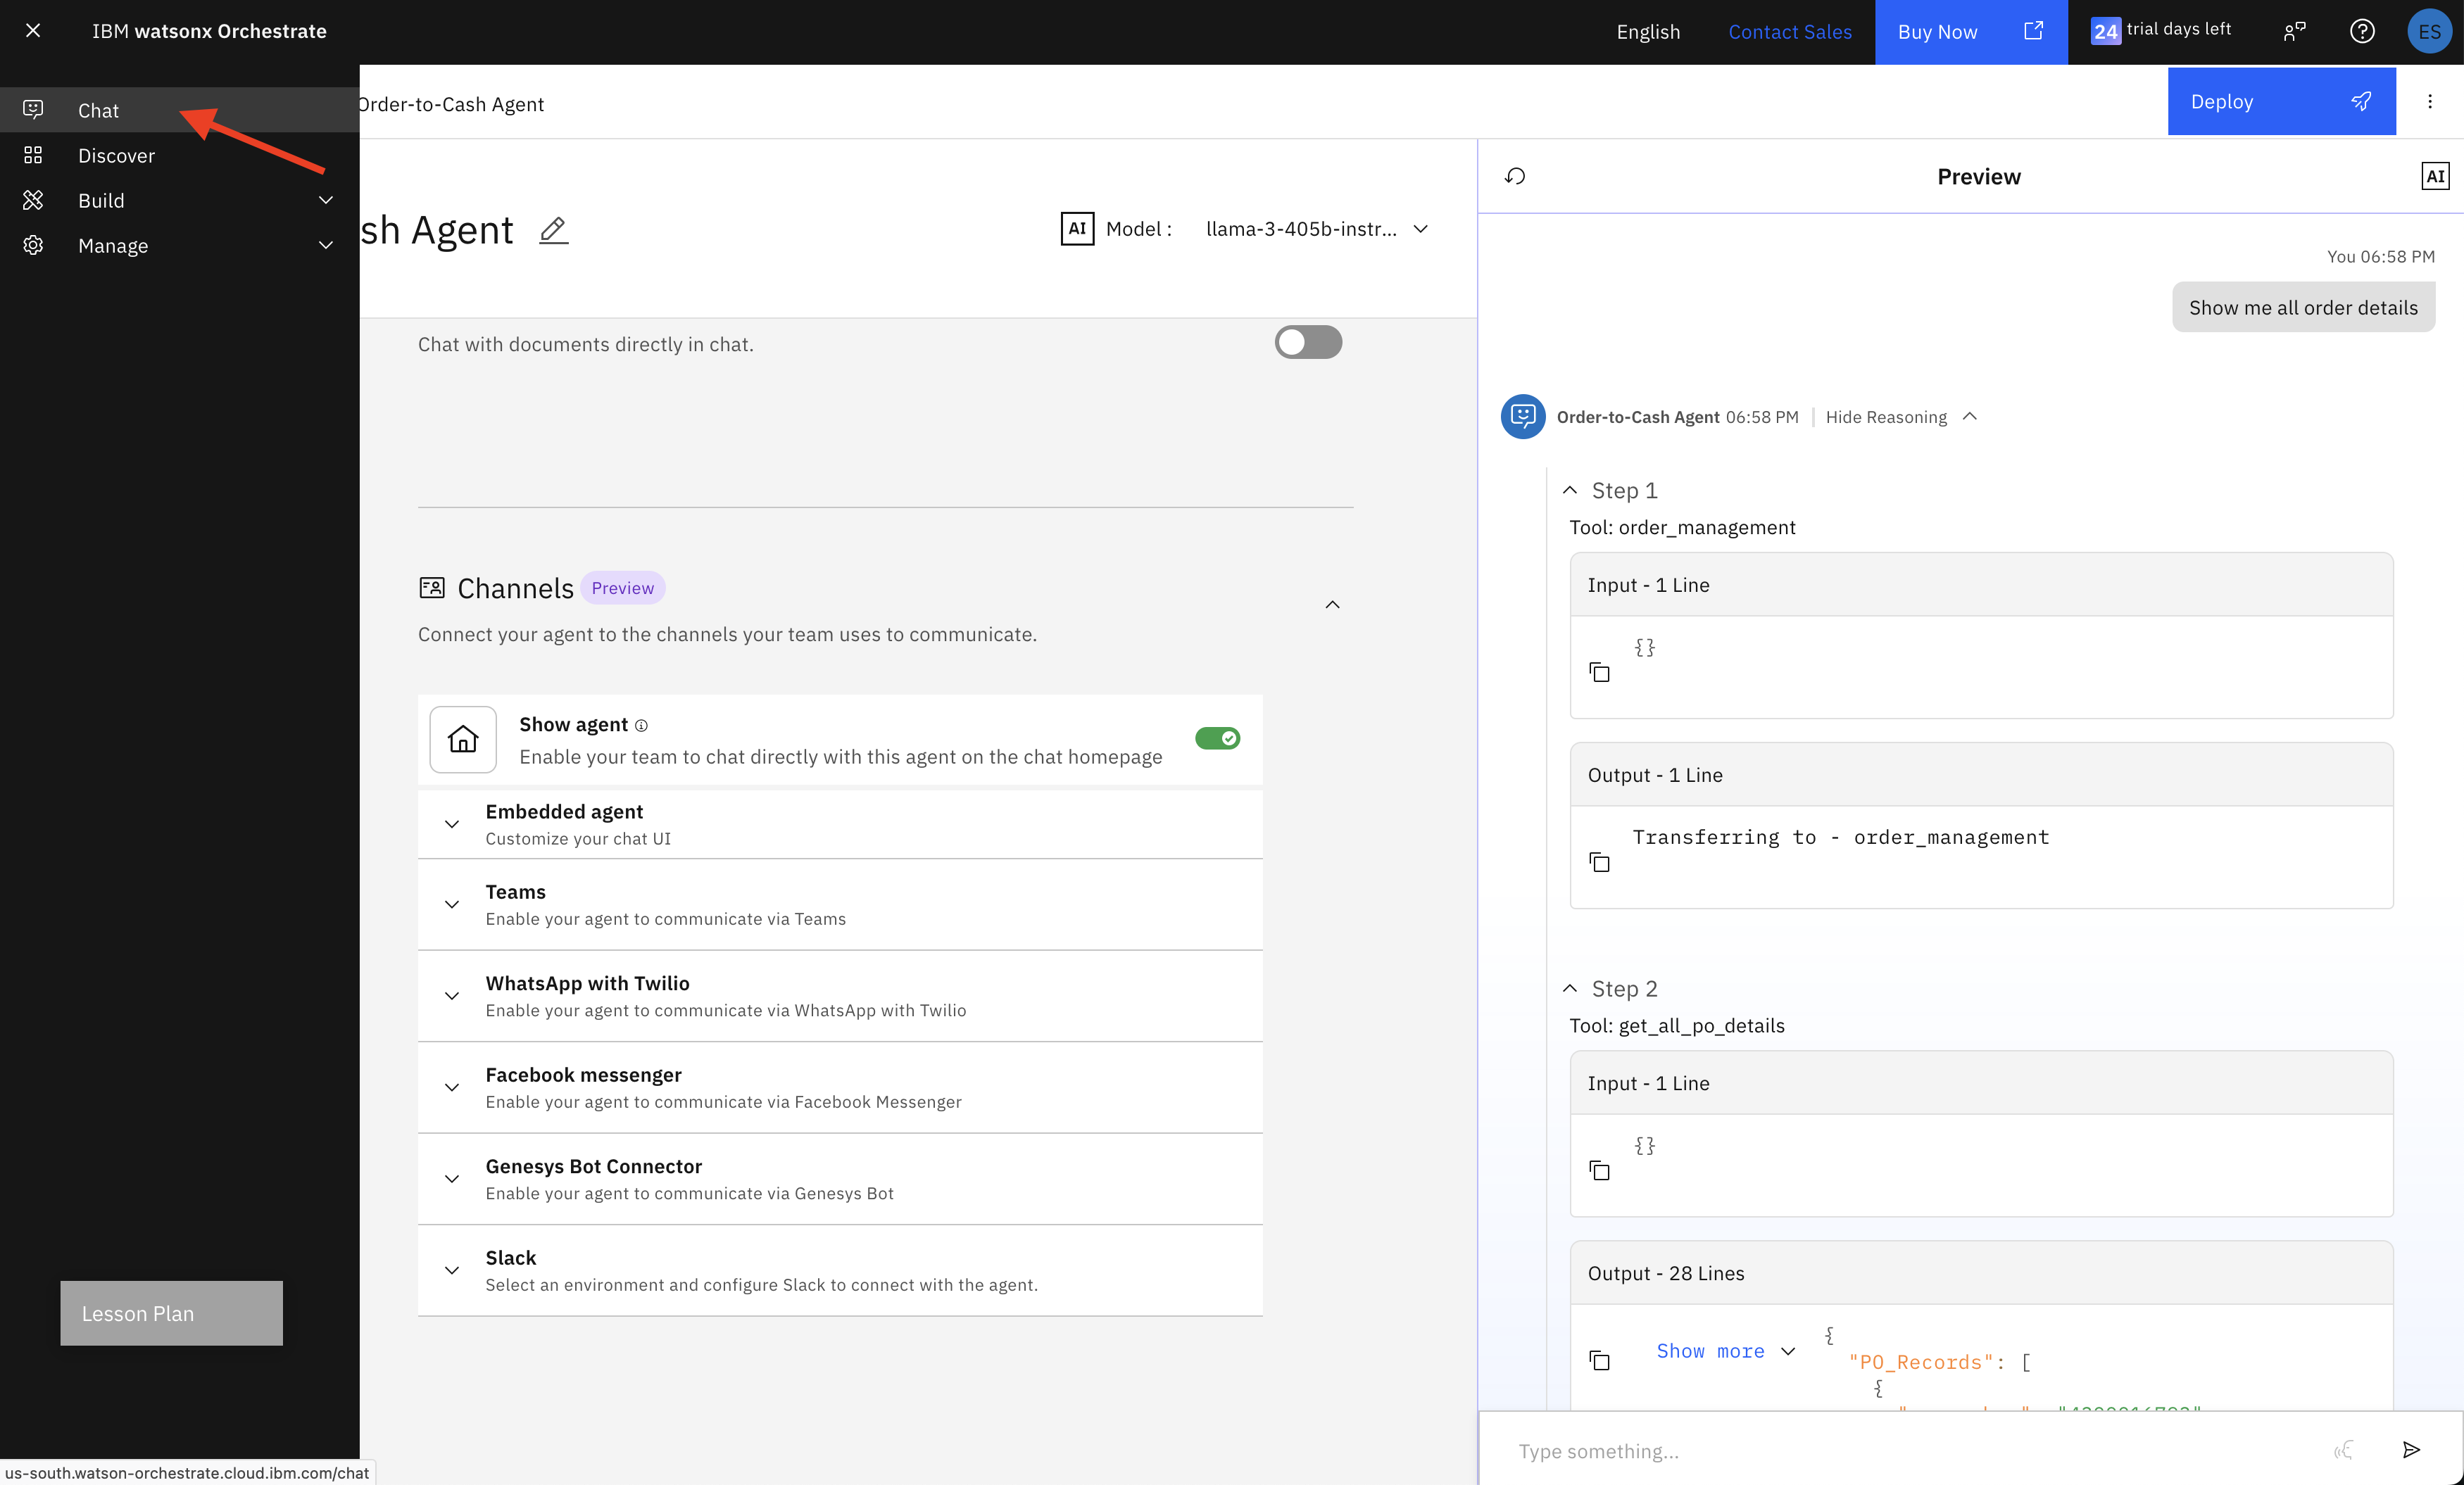 IBM watsonx Orchestrate
English
Contact Sales
Buy Now
24 trial days left
ES
Chat
Discover
Build
Manage
Lesson Plan
us-south.watson-orchestrate.cloud.ibm.com/chat
Order-to-Cash Agent
Deploy
sh Agent
AI Model : llama-3-405b-instr...
Chat with documents directly in chat.
Channels Preview
Connect your agent to the channels your team uses to communicate.
Show agent
Enable your team to chat directly with this agent on the chat homepage
Embedded agent
Customize your chat UI
Teams
Enable your agent to communicate via Teams
WhatsApp with Twilio
Enable your agent to communicate via WhatsApp with Twilio
Facebook messenger
Enable your agent to communicate via Facebook Messenger
Genesys Bot Connector
Enable your agent to communicate via Genesys Bot
Slack
Select an environment and configure Slack to connect with the agent.
Preview
AI
You 06:58 PM
Show me all order details
Order-to-Cash Agent 06:58 PM | Hide Reasoning
Step 1
Tool: order_management
Input - 1 Line
{}
Output - 1 Line
Transferring to - order_management
Step 2
Tool: get_all_po_details
Input - 1 Line
{}
Output - 28 Lines
Show more
{
"PO_Records": [
{
Type something...